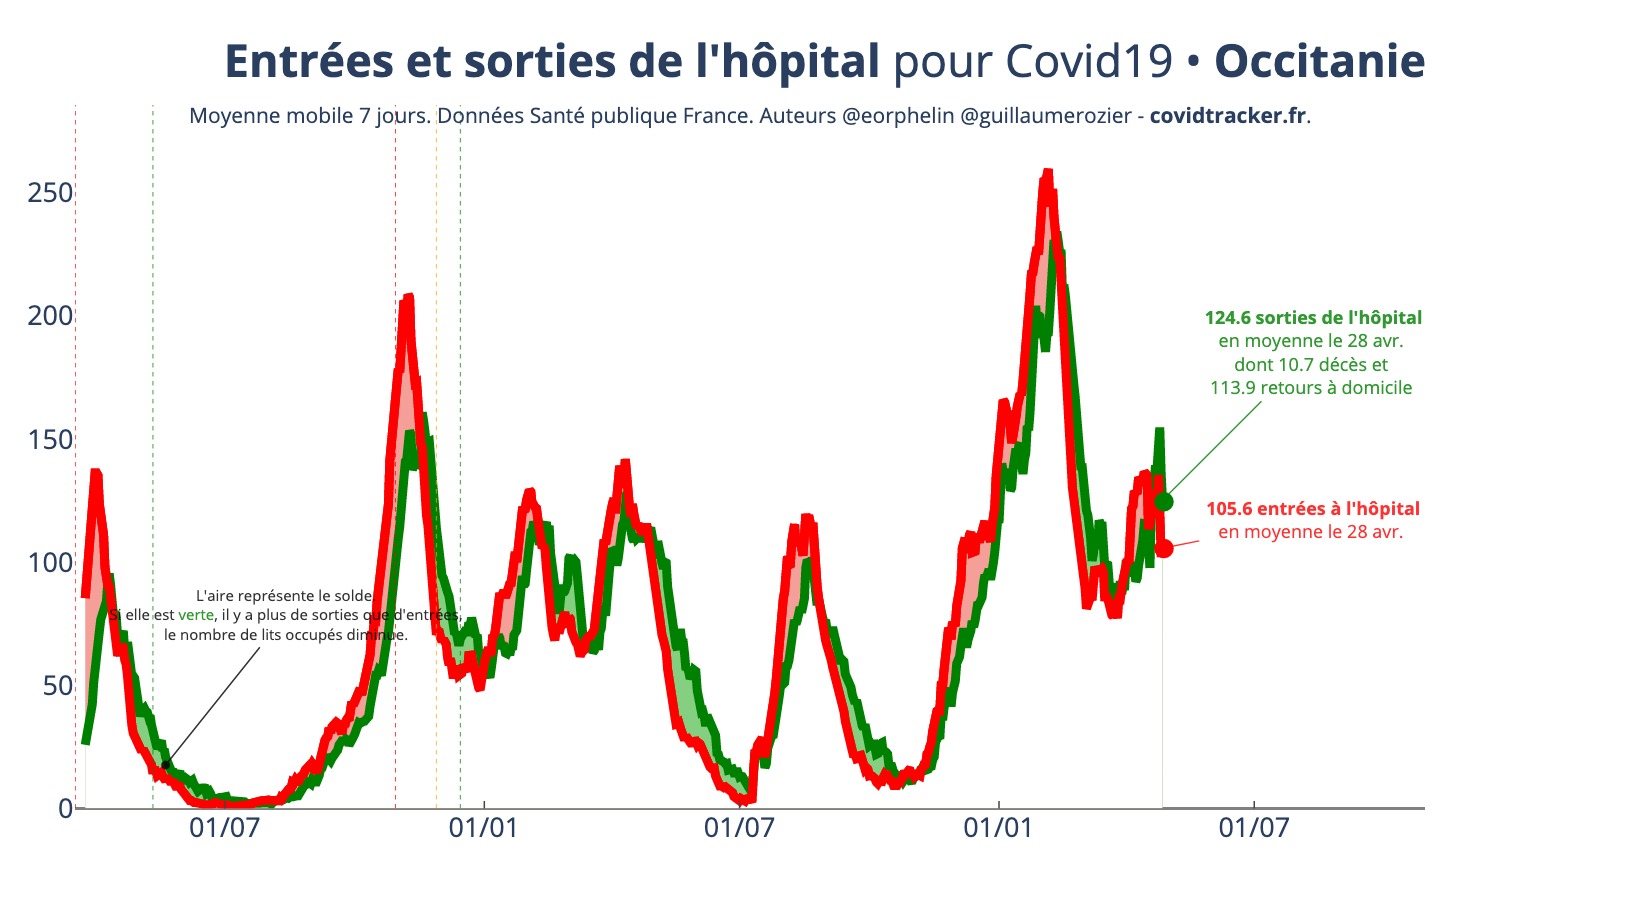 Entrées et sorties de l'hôpital pour Covid19 • Occitanie
Moyenne mobile 7 jours. Données Santé publique France. Auteurs @eorphelin @guillaumerozier - covidtracker.fr.
250
200
150
100
50
0
L'aire représente le solde.
Si elle est verte, il y a plus de sorties que d'entrées,
le nombre de lits occupés diminue.
124.6 sorties de l'hôpital
en moyenne le 28 avr.
dont 10.7 décès et
113.9 retours à domicile
105.6 entrées à l'hôpital
en moyenne le 28 avr.
01/07
01/01
01/07
01/01
01/07